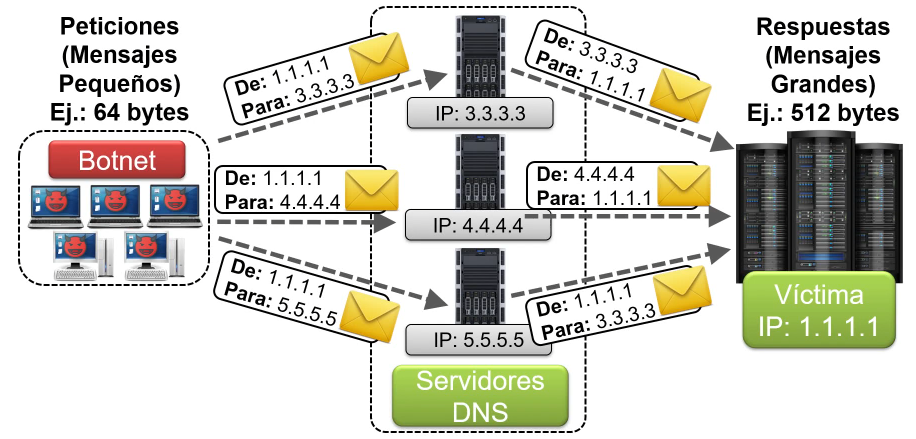 Peticiones
(Mensajes
Pequeños)
Ej.: 64 bytes
Botnet
De: 1.1.1.1
Para: 3.3.3.3
De: 1.1.1.1
Para: 4.4.4.4
De: 1.1.1.1
Para: 5.5.5.5
IP: 3.3.3.3
IP: 4.4.4.4
IP: 5.5.5.5
Servidores
DNS
De: 3.3.3.3
Para: 1.1.1.1
De: 4.4.4.4
Para: 1.1.1.1
De: 1.1.1.1
Para: 3.3.3.3
Respuestas
(Mensajes
Grandes)
Ej.: 512 bytes
Víctima
IP: 1.1.1.1